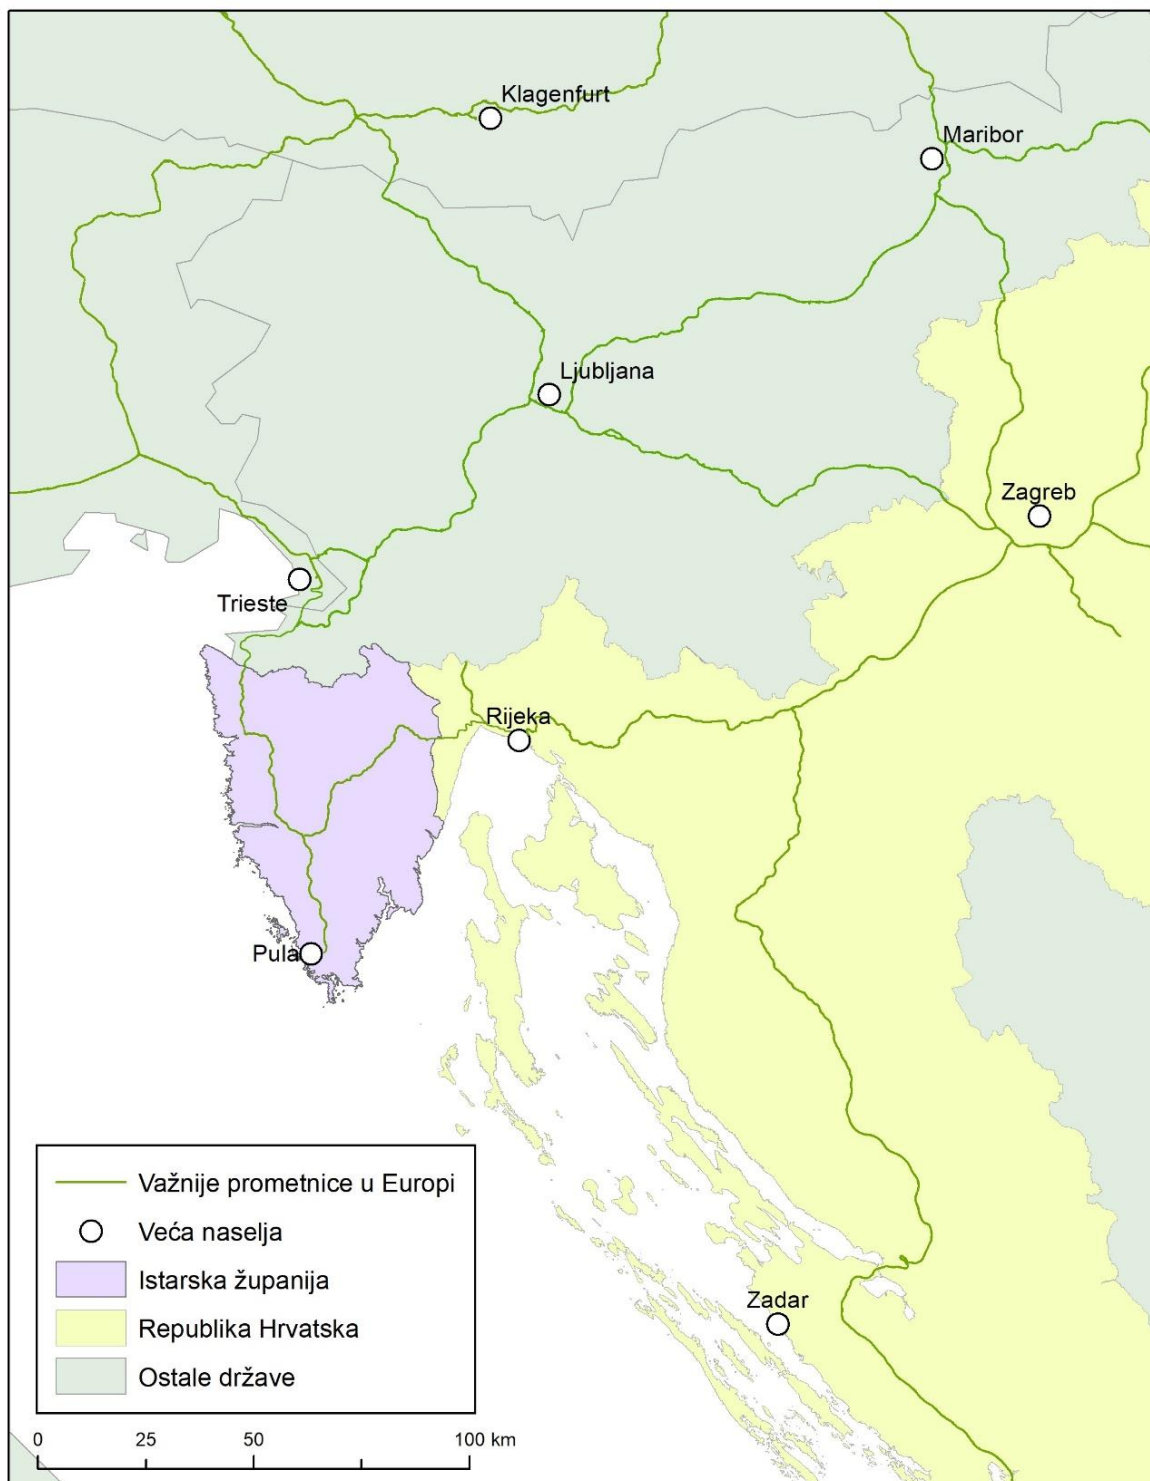 Klagenfurt
Maribor
Ljubljana
Zagreb
Trieste
Rijeka
Pula
Zadar
Važnije prometnice u Europi
Veća naselja
Istarska županija
Republika Hrvatska
Ostale države
0 25 50 100 km